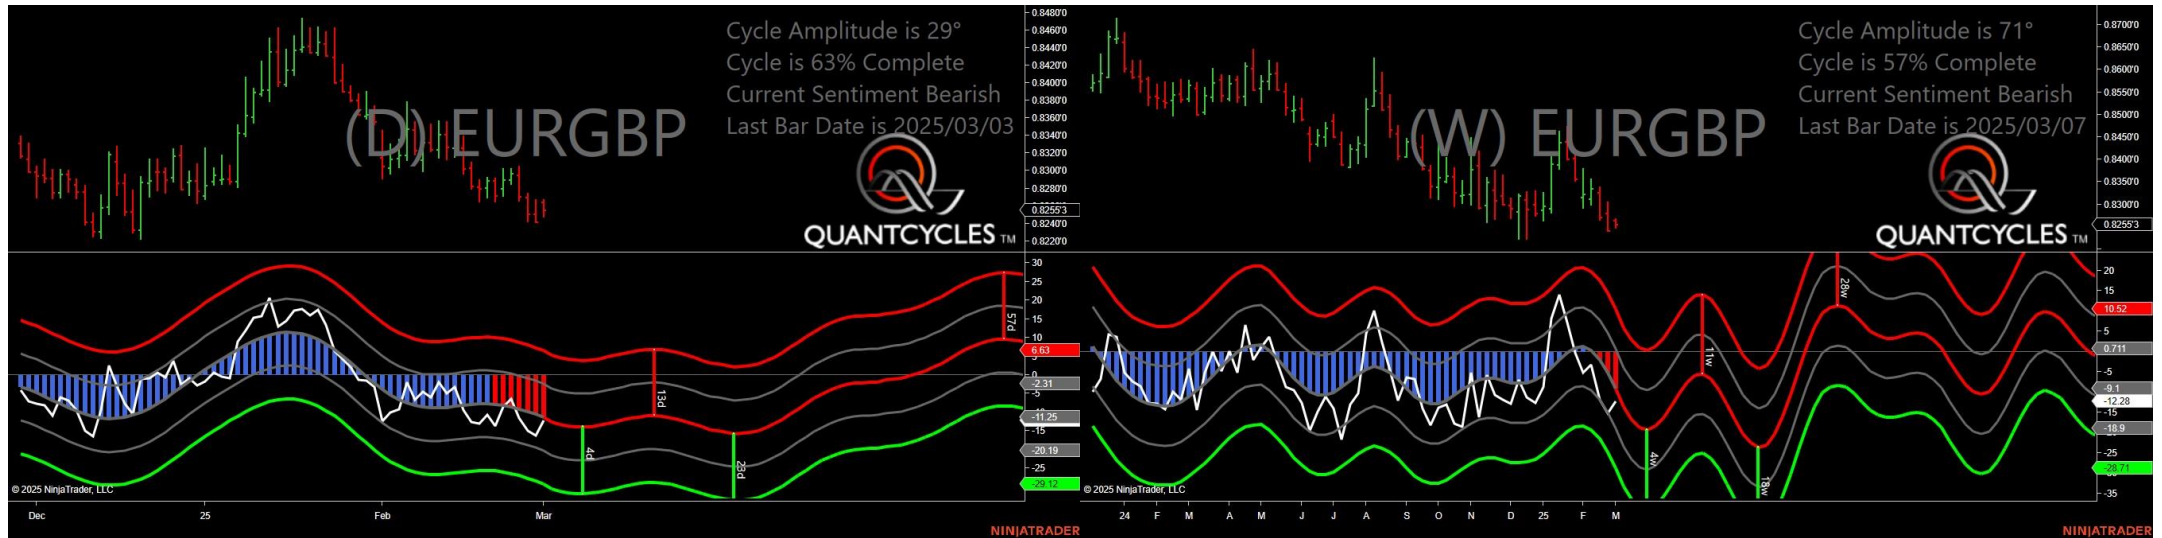 Cycle Amplitude is 29°
Cycle is 63% Complete
Current Sentiment Bearish
Last Bar Date is 2025/03/03
(D) EURGBP
QUANTCYCLES TM
0.8480'0
0.8460'0
0.8440'0
0.8420'0
0.8400'0
0.8380'0
0.8360'0
0.8340'0
0.8320'0
0.8300'0
0.8280'0
0.8255'3
0.8240'0
0.8220'0
30
25
20
15
10
6.63
0
-2.31
-5
-11.25
-15
-20.19
-25
-29.12
4d
13d
23d
57d
© 2025 NinjaTrader, LLC
Dec 25 Feb Mar
NINJATRADER
Cycle Amplitude is 71°
Cycle is 57% Complete
Current Sentiment Bearish
Last Bar Date is 2025/03/07
(W) EURGBP
QUANTCYCLES TM
0.8700'0
0.8650'0
0.8600'0
0.8550'0
0.8500'0
0.8450'0
0.8400'0
0.8350'0
0.8300'0
0.8255'3
20
15
10.52
5
0.711
-5
-9.1
-12.28
-15
-18.9
-25
-28.71
-35
4w
11w
18w
28w
© 2025 NinjaTrader, LLC
24 F M A M J J A S O N D 25 F M
NINJATRADER